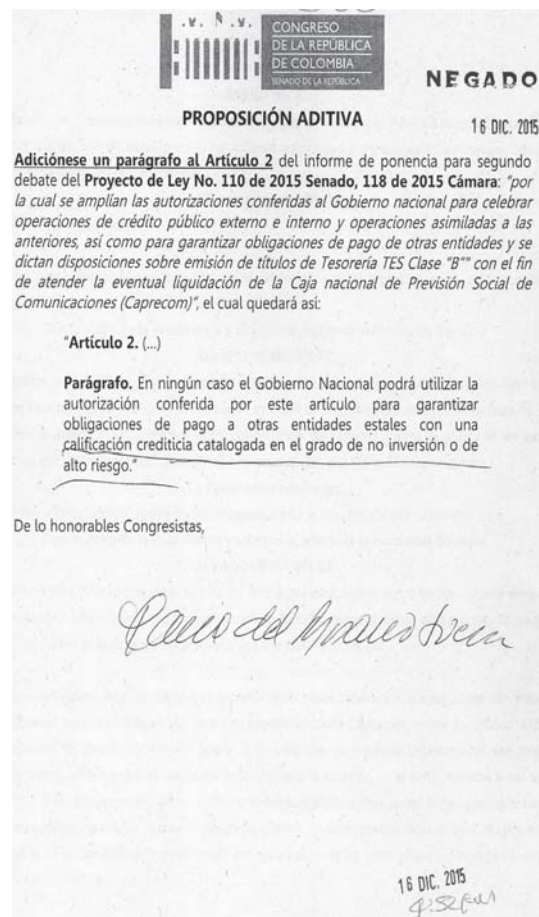 CONGRESO
DE LA REPÚBLICA
DE COLOMBIA
SENADO DE LA REPÚBLICA
NEGADO
PROPOSICIÓN ADITIVA
16 DIC. 2015
Adiciónese un parágrafo al Artículo 2 del informe de ponencia para segundo
debate del Proyecto de Ley No. 110 de 2015 Senado, 118 de 2015 Cámara: "por
la cual se amplían las autorizaciones conferidas al Gobierno nacional para celebrar
operaciones de crédito público externo e interno y operaciones asimiladas a las
anteriores, así como para garantizar obligaciones de pago de otras entidades y se
dictan disposiciones sobre emisión de títulos de Tesorería TES Clase "B"" con el fin
de atender la eventual liquidación de la Caja nacional de Previsión Social de
Comunicaciones (Caprecom)", el cual quedará así:
"Artículo 2. (...)
Parágrafo. En ningún caso el Gobierno Nacional podrá utilizar la
autorización conferida por este artículo para garantizar
obligaciones de pago a otras entidades estales con una
calificación crediticia catalogada en el grado de no inversión o de
alto riesgo."
De lo honorables Congresistas,
16 DIC. 2015